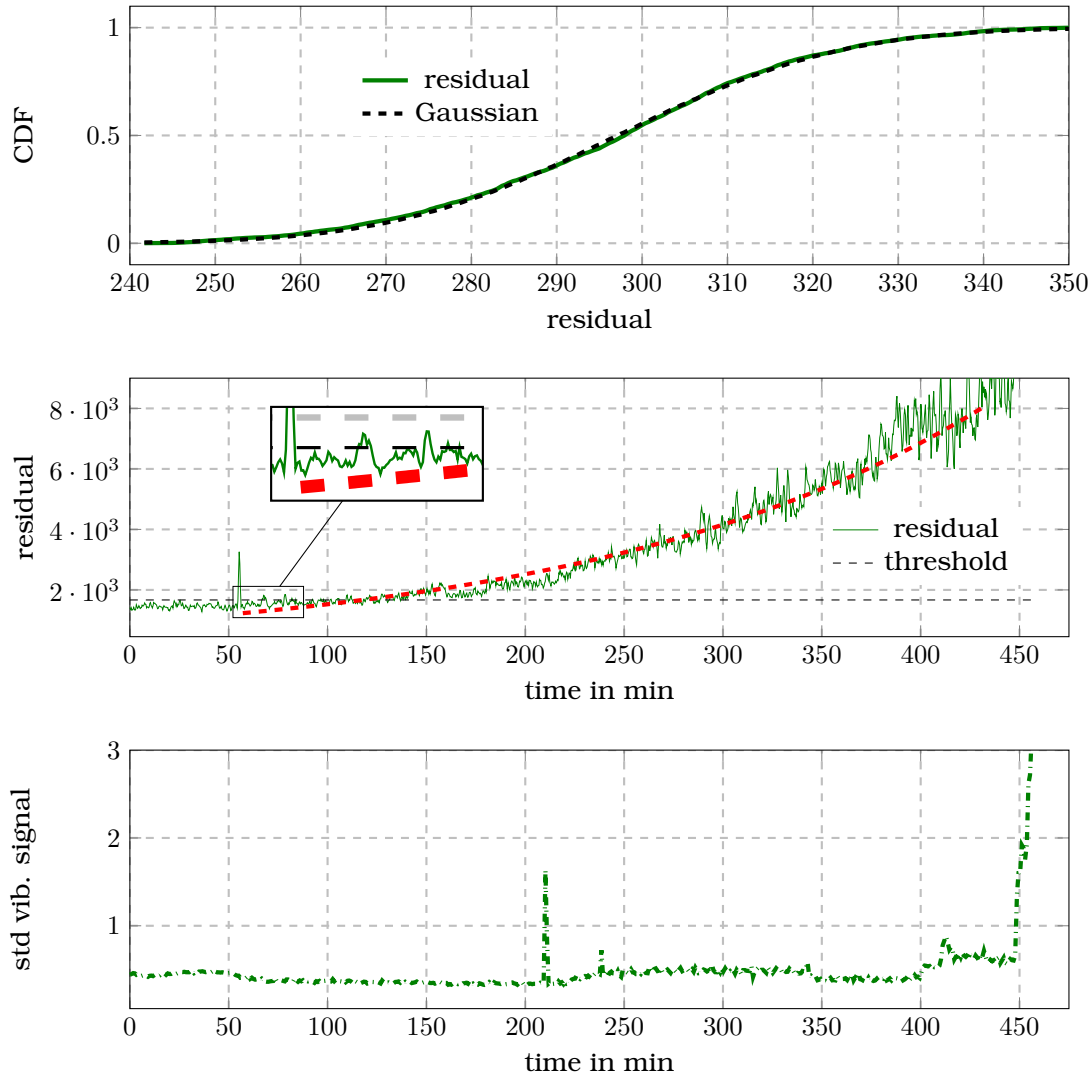 1
0.5
0
CDF
residual
Gaussian
240 250 260 270 280 290 300 310 320 330 340 350
residual
8 · 10³
6 · 10³
4 · 10³
2 · 10³
residual
residual
threshold
0 50 100 150 200 250 300 350 400 450
time in min
3
2
1
std vib. signal
0 50 100 150 200 250 300 350 400 450
time in min